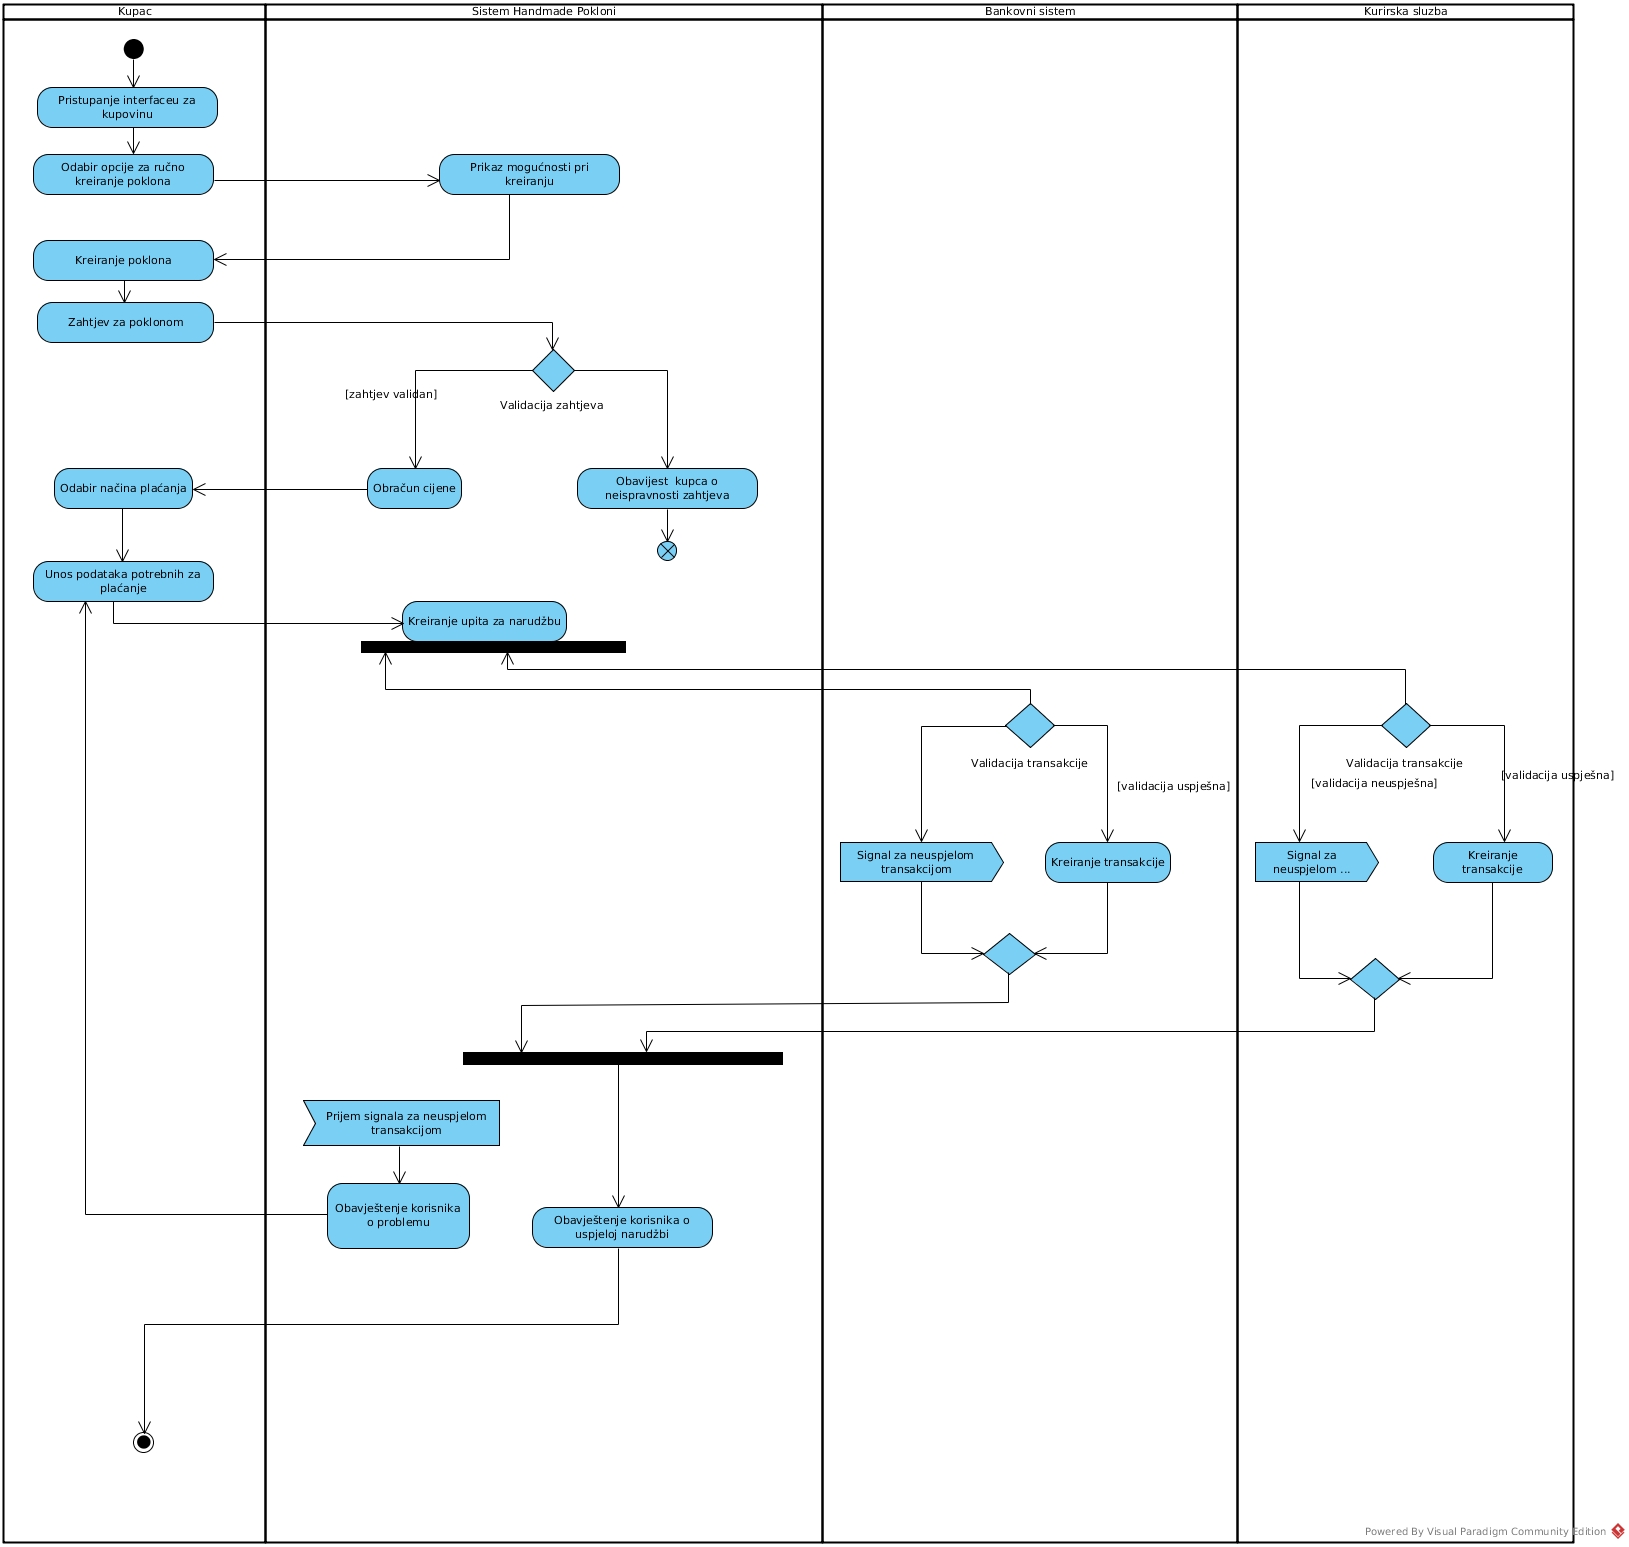 Kupac
Sistem Handmade Pokloni
Bankovni sistem
Kurirska sluzba
Pristupanje interfaceu za
kupovinu
Odabir opcije za ručno
kreiranje poklona
Prikaz mogućnosti pri
kreiranju
Kreiranje poklona
Zahtjev za poklonom
[zahtjev validan]
Validacija zahtjeva
Odabir načina plaćanja
Obračun cijene
Obavijest kupca o
neispravnosti zahtjeva
Unos podataka potrebnih za
plaćanje
Kreiranje upita za narudžbu
Validacija transakcije
[validacija uspješna]
Validacija transakcije
[validacija neuspješna]
[validacija uspješna]
Signal za neuspjelom
transakcijom
Kreiranje transakcije
Signal za
neuspjelom ...
Kreiranje
transakcije
Prijem signala za neuspjelom
transakcijom
Obavještenje korisnika
o problemu
Obavještenje korisnika o
uspjeloj narudžbi
Powered By Visual Paradigm Community Edition